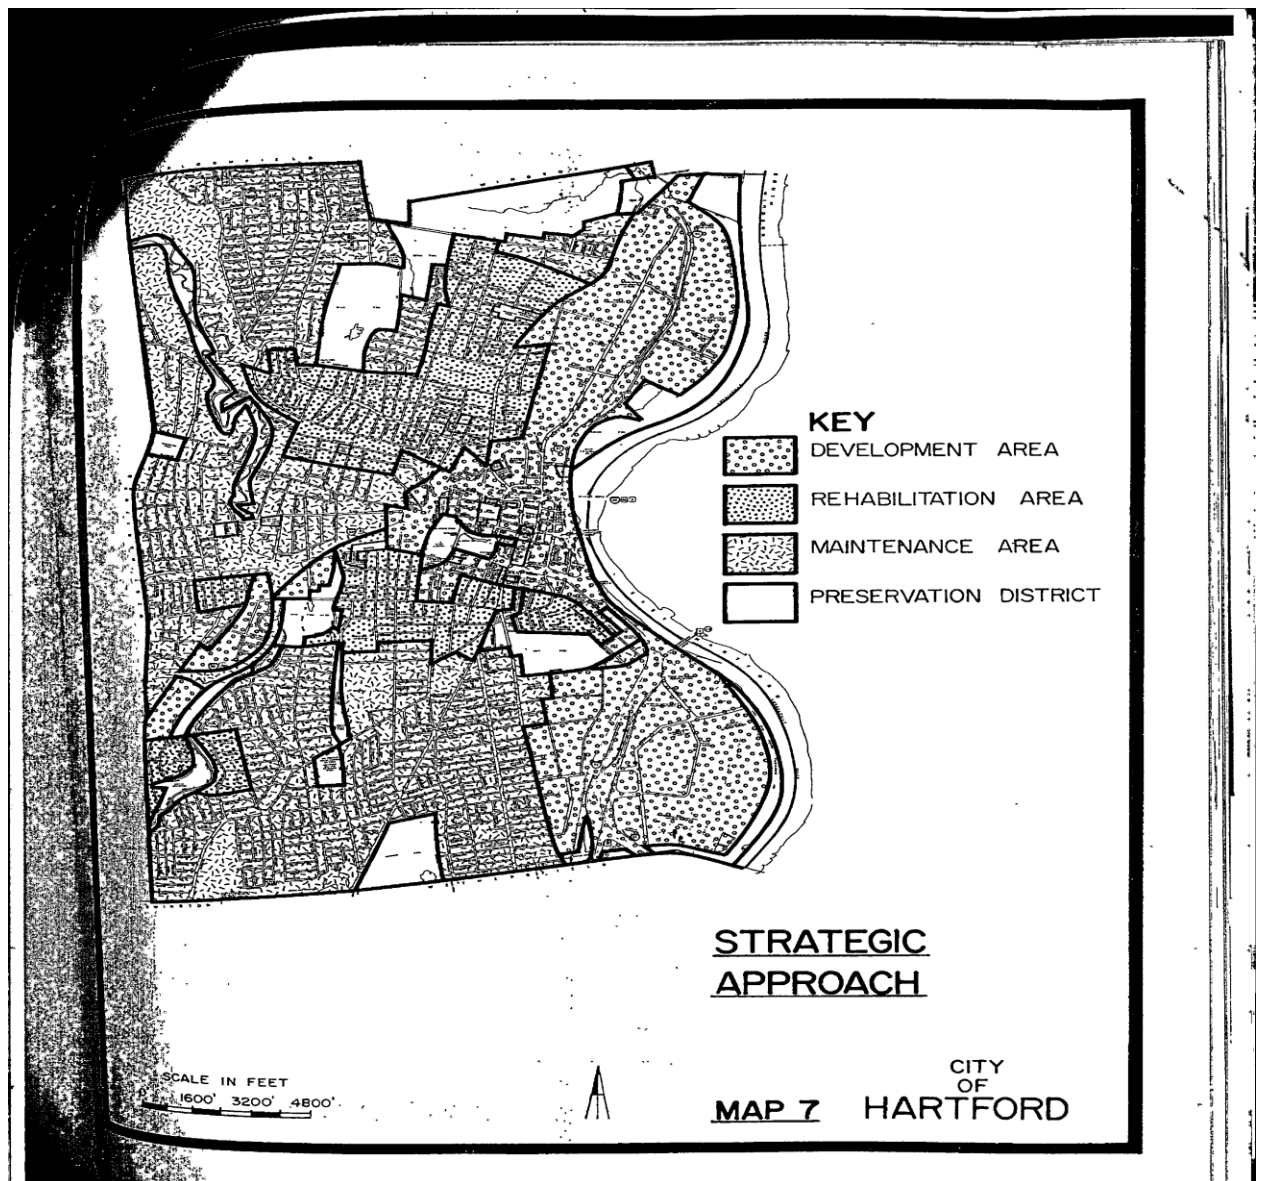 KEY
DEVELOPMENT AREA
REHABILITATION AREA
MAINTENANCE AREA
PRESERVATION DISTRICT
STRATEGIC
APPROACH
SCALE IN FEET
1600' 3200' 4800'
CITY
OF
MAP 7 HARTFORD